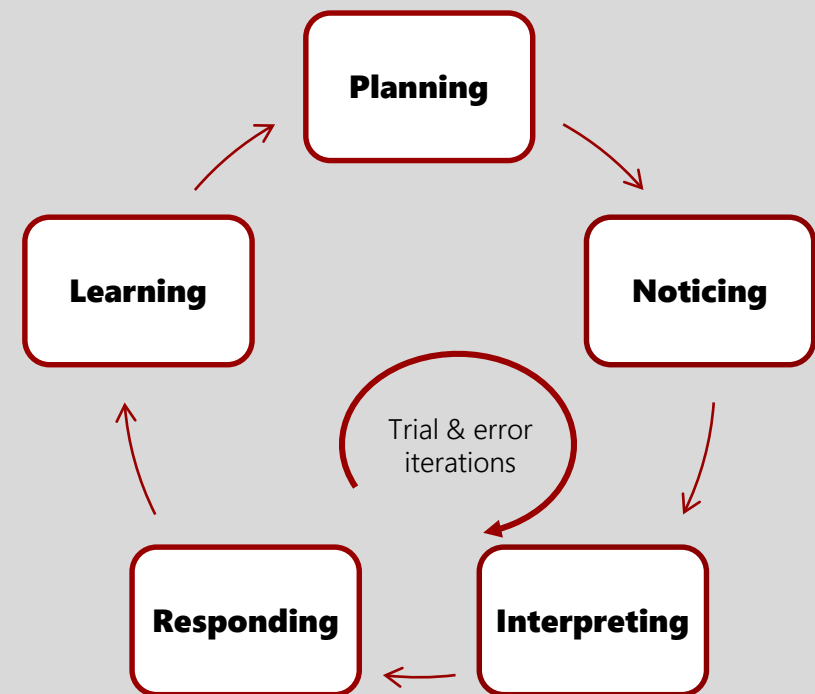 Planning
Learning
Noticing
Trial & error
iterations
Responding
Interpreting